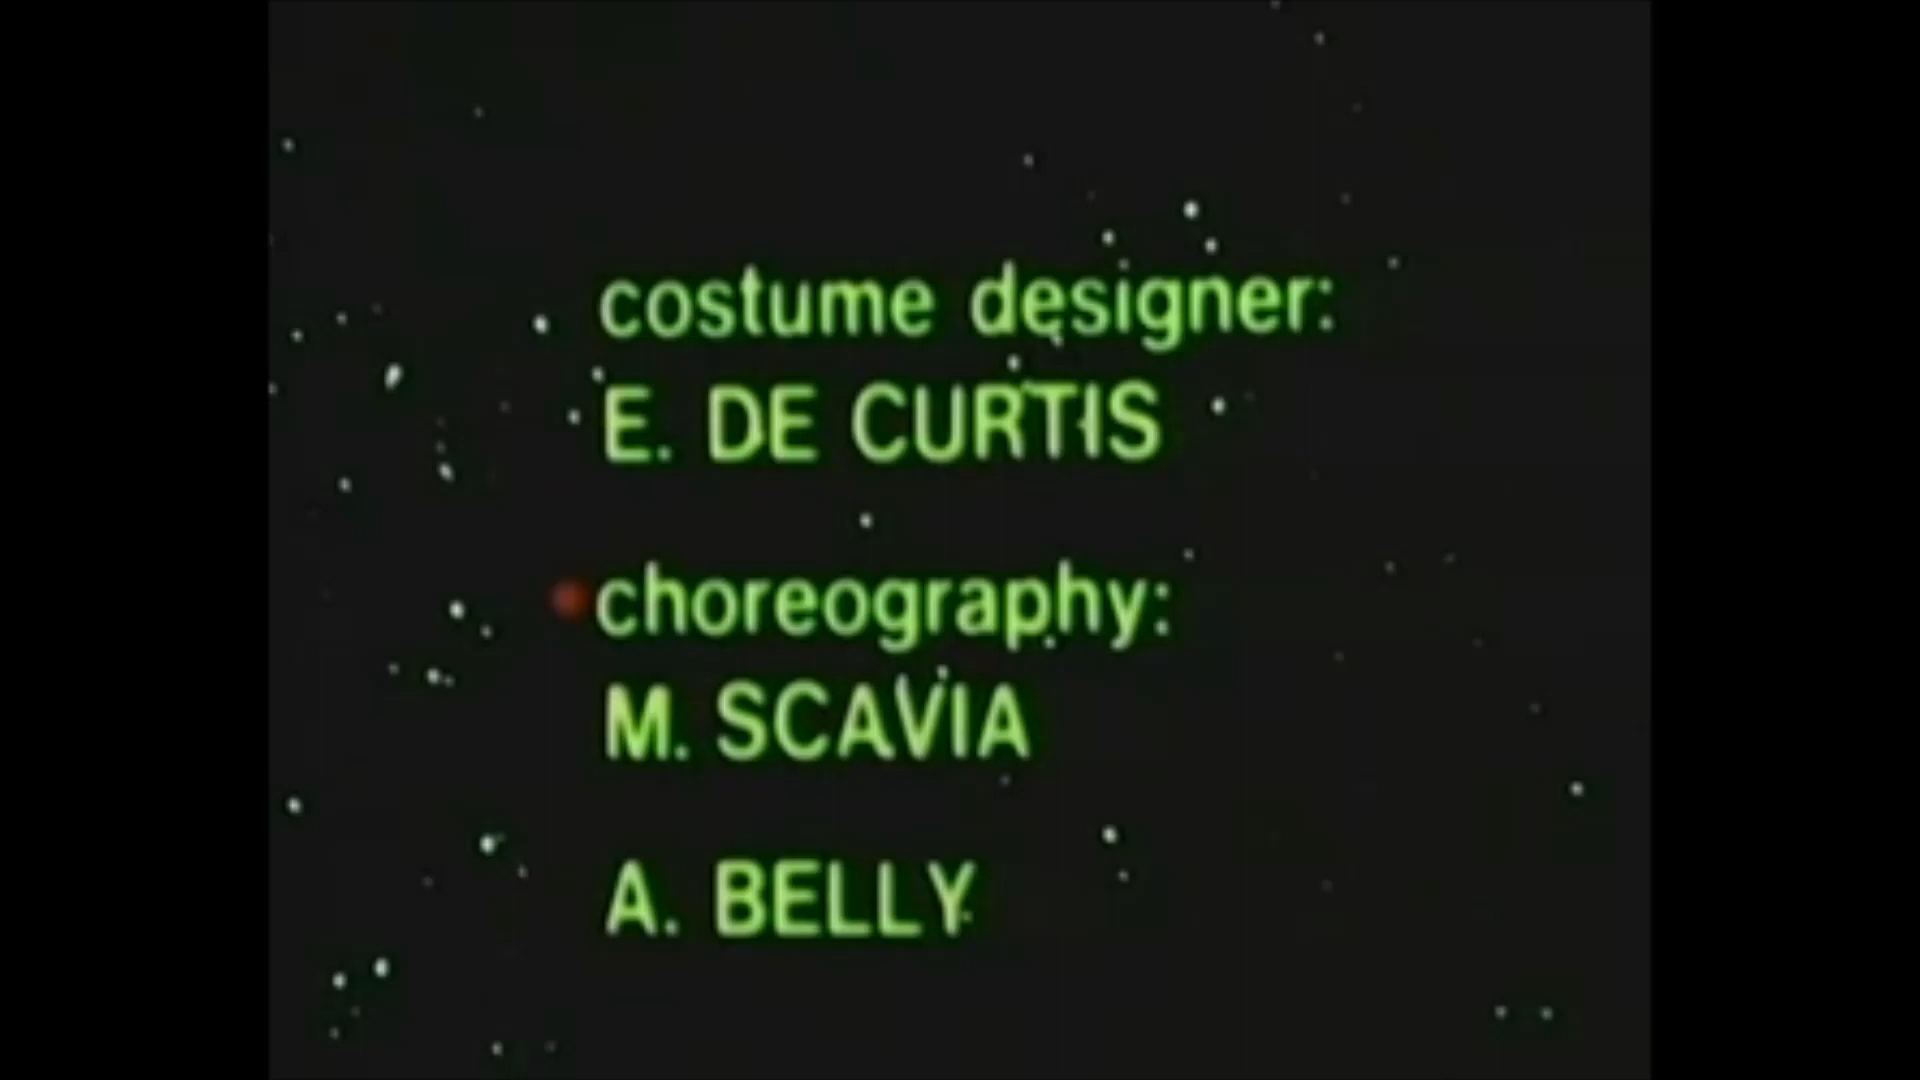 costume designer:
E. DE CURTIS
choreography:
M. SCAVIA
A. BELLY